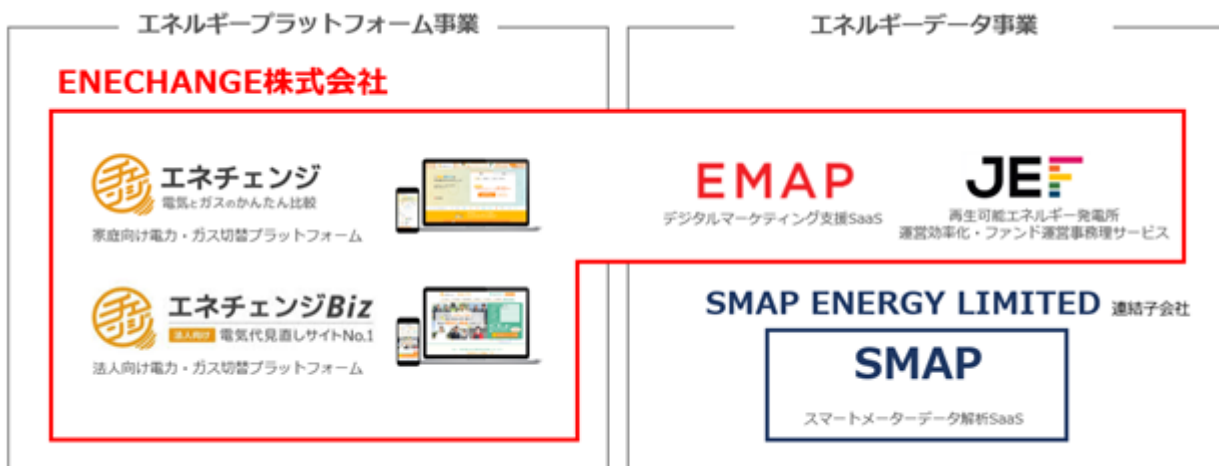 エネルギープラットフォーム事業
エネルギーデータ事業
ENECHANGE株式会社
エネチェンジ
電気とガスのかんたん比較
家庭向け電力・ガス切替プラットフォーム
エネチェンジBiz
法人向け 電気代見直しサイトNo.1
法人向け電力・ガス切替プラットフォーム
EMAP
デジタルマーケティング支援SaaS
JEF
再生可能エネルギー発電所
運営効率化・ファンド運営事務理サービス
SMAP ENERGY LIMITED 連結子会社
SMAP
スマートメーターデータ解析SaaS